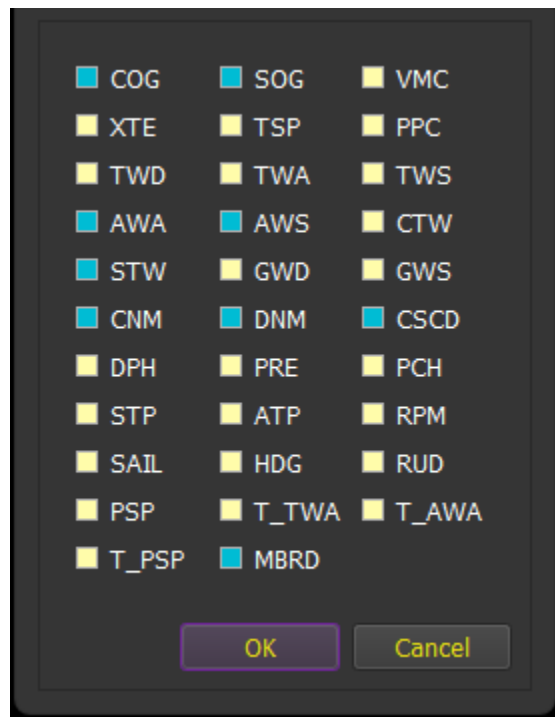 COG SOG VMC
XTE TSP PPC
TWD TWA TWS
AWA AWS CTW
STW GWD GWS
CNM DNM CSCD
DPH PRE PCH
STP ATP RPM
SAIL HDG RUD
PSP T_TWA T_AWA
T_PSP MBRD
OK Cancel